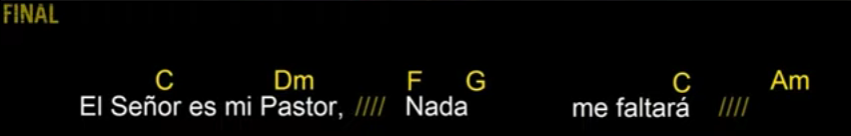 FINAL
C Dm F G C Am
El Señor es mi Pastor, //// Nada me faltará ////